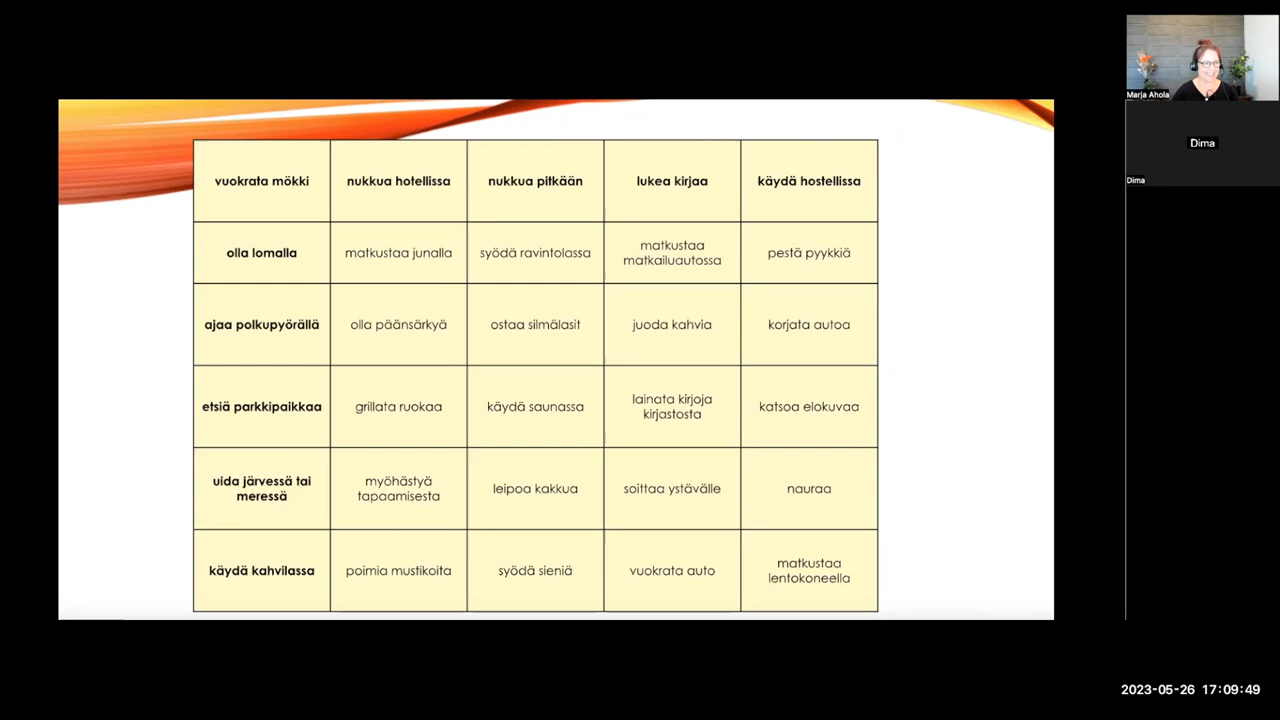 vuokrata mökki
nukkua hotellissa
nukkua pitkään
lukea kirjaa
käydä hostellissa
olla lomalla
matkustaa junalla
syödä ravintolassa
matkustaa
matkailuautossa
pestä pyykkiä
ajaa polkupyörällä
olla päänsärkyä
ostaa silmälasit
juoda kahvia
korjata autoa
etsiä parkkipaikkaa
grillata ruokaa
käydä saunassa
lainata kirjoja
kirjastosta
katsoa elokuvaa
uida järvessä tai
meressä
myöhästyä
tapaamisesta
leipoa kakkua
soittaa ystävälle
nauraa
käydä kahvilassa
poimia mustikoita
syödä sieniä
vuokrata auto
matkustaa
lentokoneella
Marja Ahola
Dima
Dima
2023-05-26 17:09:49